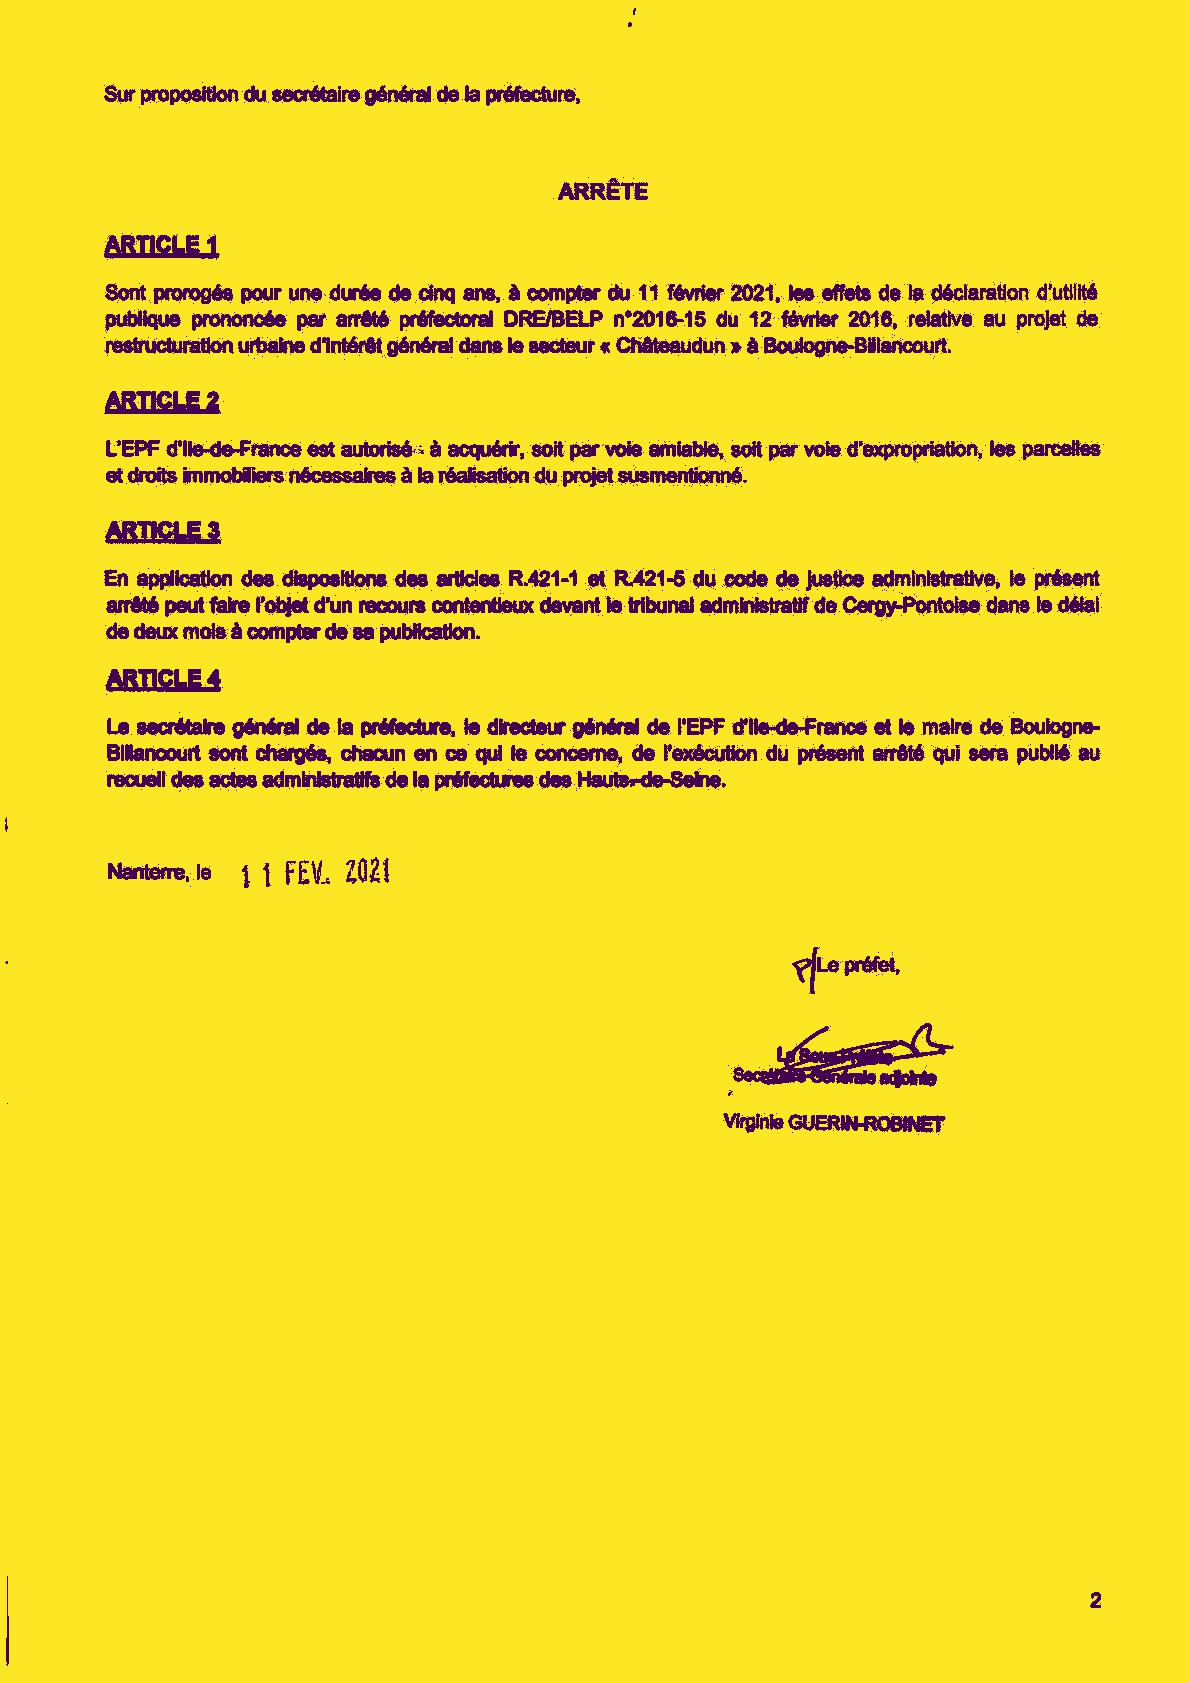 Sur proposition du secrétaire général de la préfecture,
ARRÊTE
ARTICLE 1
Sont prorogés pour une durée de cinq ans, à compter du 11 février 2021, les effets de la déclaration d'utilité
publique prononcée par arrêté préfectoral DRE/BELP n°2016-15 du 12 février 2016, relative au projet de
restructuration urbaine d'intérêt général dans le secteur « Châteaudun » à Boulogne-Billancourt.
ARTICLE 2
L'EPF d'Ile-de-France est autorisé à acquérir, soit par voie amiable, soit par voie d'expropriation, les parcelles
et droits immobiliers nécessaires à la réalisation du projet susmentionné.
ARTICLE 3
En application des dispositions des articles R.421-1 et R.421-5 du code de justice administrative, le présent
arrêté peut faire l'objet d'un recours contentieux devant le tribunal administratif de Cergy-Pontoise dans le délai
de deux mois à compter de sa publication.
ARTICLE 4
Le secrétaire général de la préfecture, le directeur général de l'EPF d'Ile-de-France et le maire de Boulogne-
Billancourt sont chargés, chacun en ce qui le concerne, de l'exécution du présent arrêté qui sera publié au
recueil des actes administratifs de la préfectures des Hauts-de-Seine.
Nanterre, le 11 FEV. 2021
P/Le préfet,
La Sous-Préfète
Secrétaire Générale adjointe
Virginie GUERIN-ROBINET
2